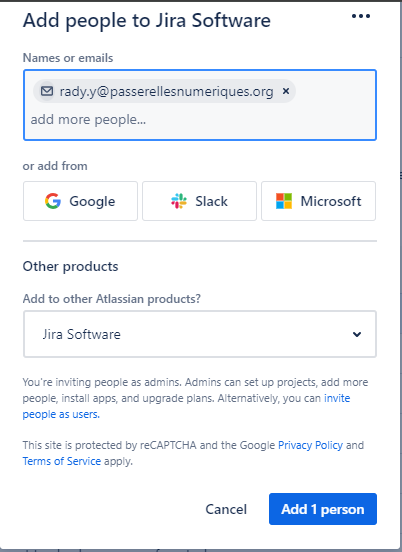 Add people to Jira Software
Names or emails
rady.y@passerellesnumeriques.org ×
add more people...
or add from
Google
Slack
Microsoft
Other products
Add to other Atlassian products?
Jira Software
You're inviting people as admins. Admins can set up projects, add more
people, install apps, and upgrade plans. Alternatively, you can invite
people as users.
This site is protected by reCAPTCHA and the Google Privacy Policy and
Terms of Service apply.
Cancel
Add 1 person